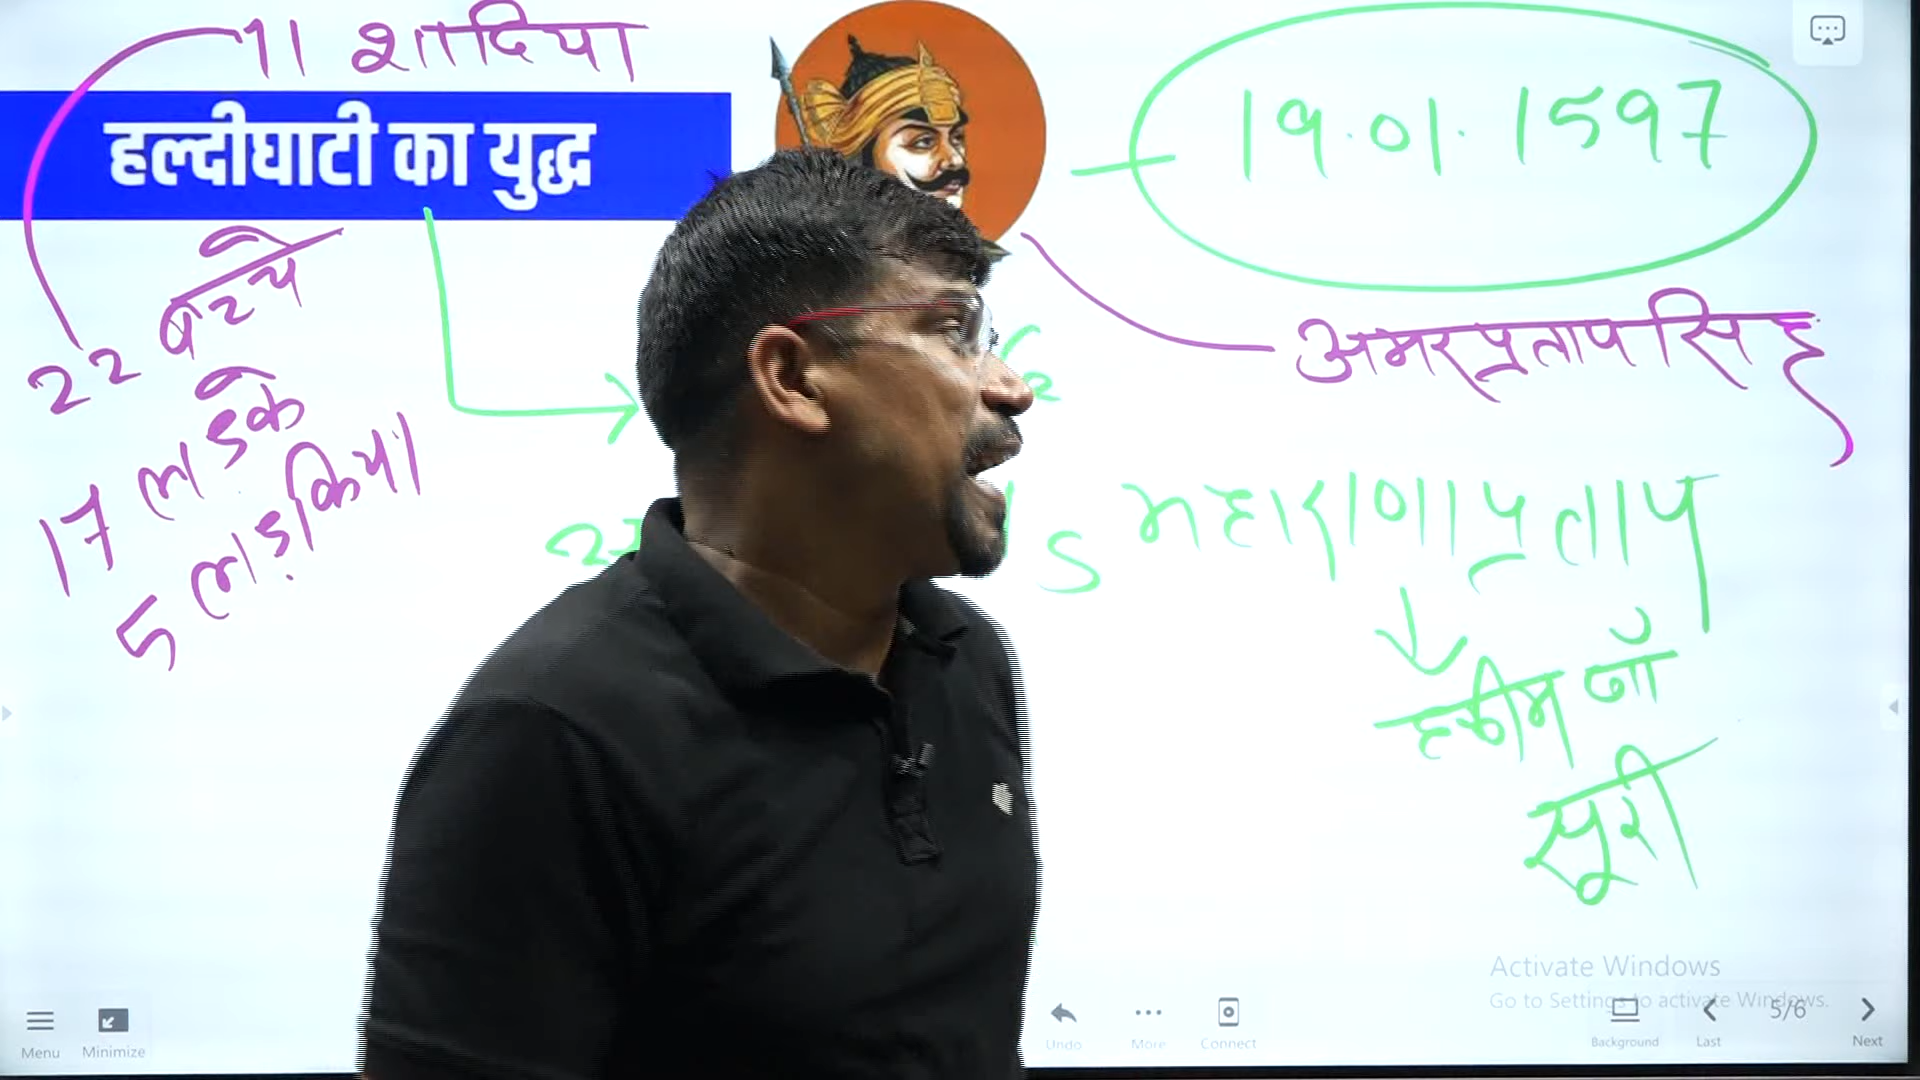 11 शादिया
हल्दीघाटी का युद्ध
19.01.1597
22 बच्चे
17 लडके
5 लड़किया
अमरप्रताप सिंह
S महाराणा प्रताप
हकीम खाँ
सूरी
Activate Windows
Go to Settings to activate Windows.
5/6
Menu
Minimize
Undo
More
Connect
Background
Last
Next